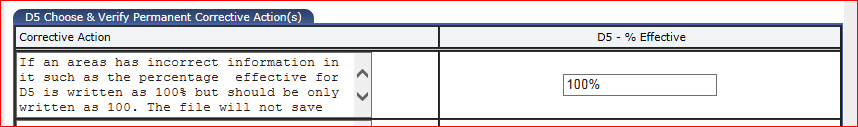 D5 Choose & Verify Permanent Corrective Action(s)
Corrective Action
D5 - % Effective
If an areas has incorrect information in
it such as the percentage  effective for
D5 is written as 100% but should be only
written as 100. The file will not save
100%